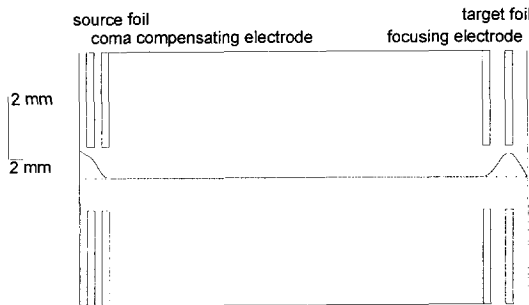 source foil
target foil
coma compensating electrode
focusing electrode
2 mm
2 mm